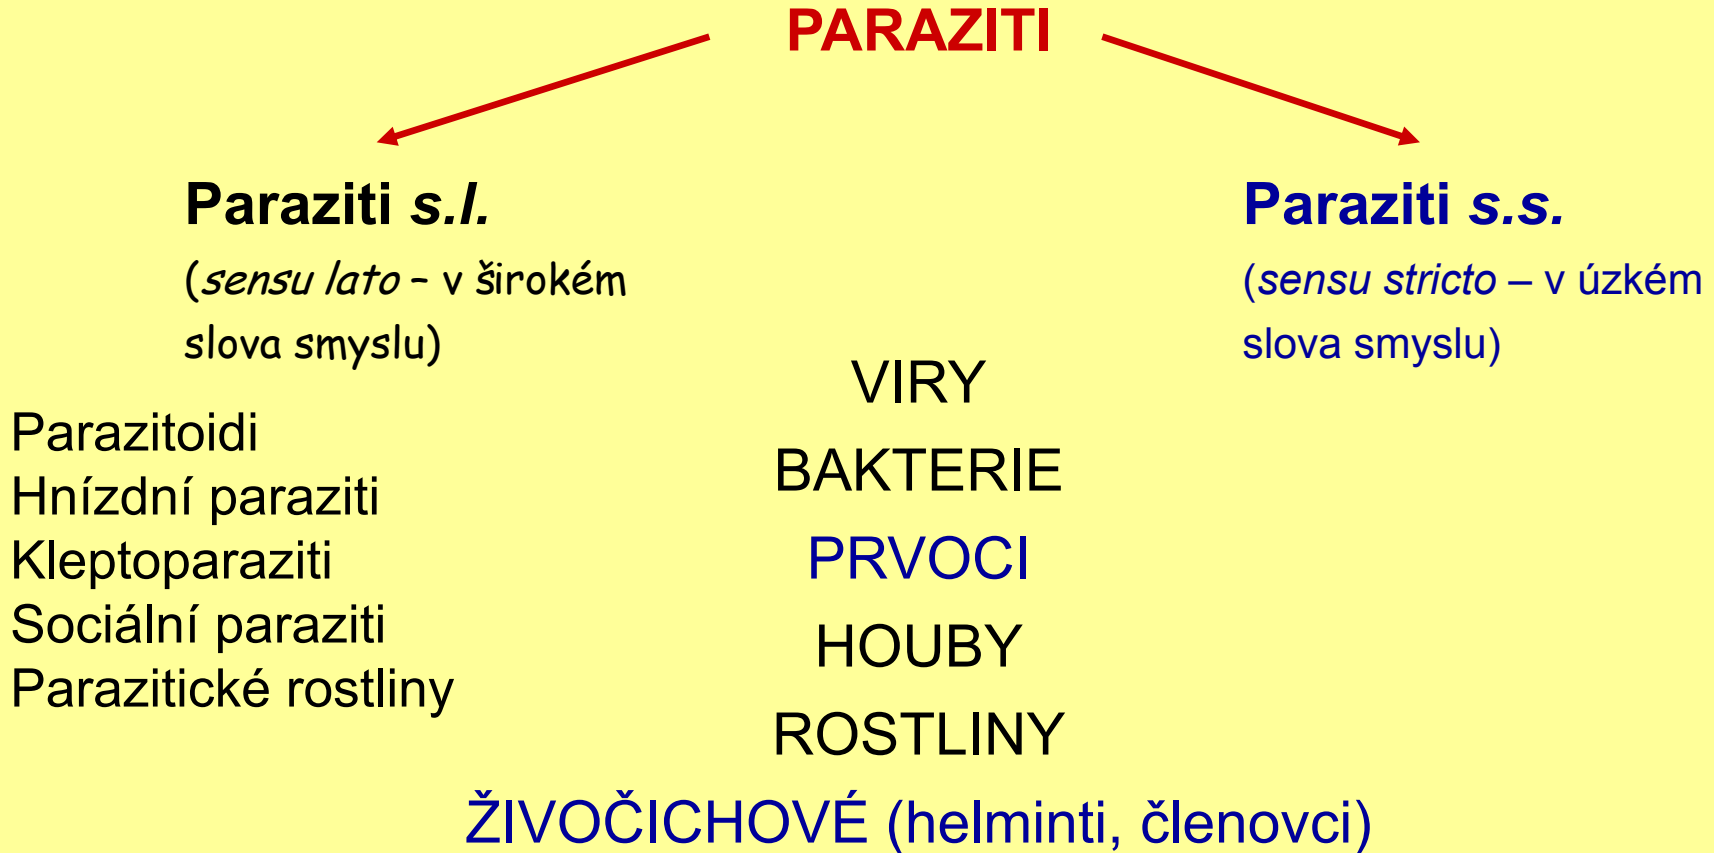 PARAZITI
Paraziti s.l.
(sensu lato – v širokém
slova smyslu)
Paraziti s.s.
(sensu stricto – v úzkém
slova smyslu)
Parazitoidi
Hnízdní paraziti
Kleptoparaziti
Sociální paraziti
Parazitické rostliny
VIRY
BAKTERIE
PRVOCI
HOUBY
ROSTLINY
ŽIVOČICHOVÉ (helminti, členovci)